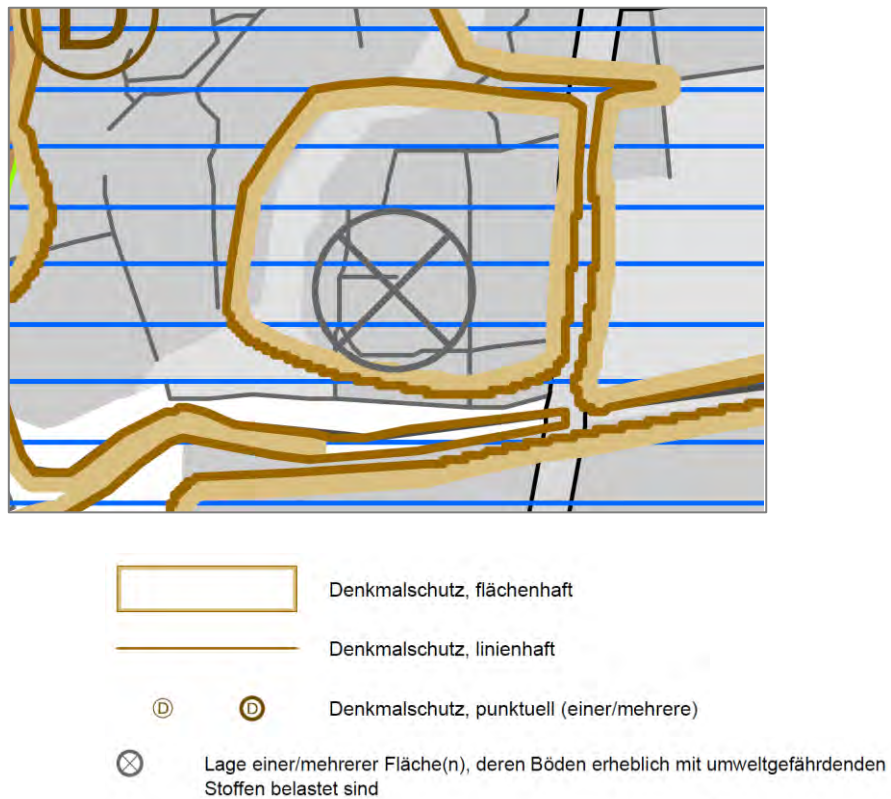 D
Denkmalschutz, flächenhaft
Denkmalschutz, linienhaft
D D Denkmalschutz, punktuell (einer/mehrere)
Lage einer/mehrerer Fläche(n), deren Böden erheblich mit umweltgefährdenden
Stoffen belastet sind